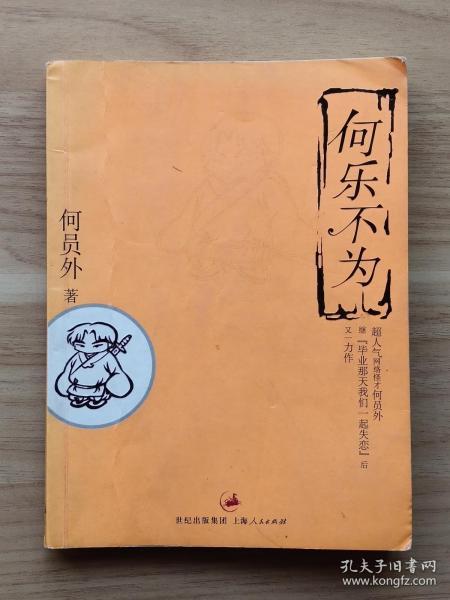 何乐不为
何员外 著
超人气网络怪才何员外
继『毕业那天我们一起失恋』后
又一力作
世纪出版集团 上海人民出版社
孔夫子旧书网
www.kongfz.com